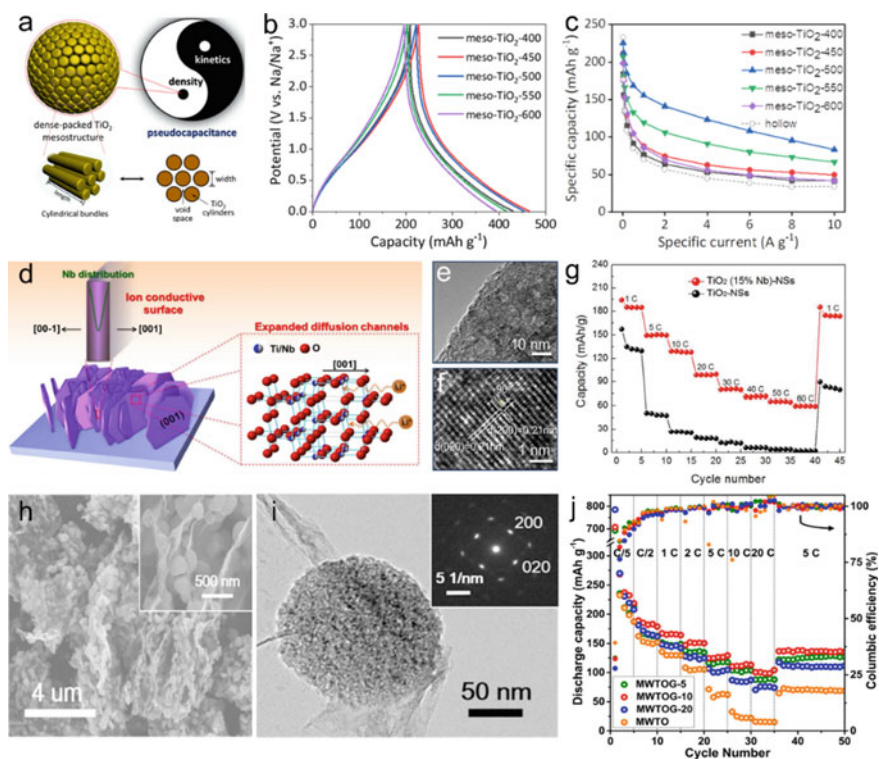 a
kinetics
density
dense-packed TiO2
mesostructure
pseudocapacitance
length
width
Cylindrical bundles
void
space
TiO2
cylinders
b
Potential (V vs. Na/Na+)
3.0
2.5
2.0
1.5
1.0
0.5
0.0
meso-TiO2-400
meso-TiO2-450
meso-TiO2-500
meso-TiO2-550
meso-TiO2-600
0 100 200 300 400 500
Capacity (mAh g-1)
c
Specific capacity (mAh g-1)
250
200
150
100
50
0
meso-TiO2-400
meso-TiO2-450
meso-TiO2-500
meso-TiO2-550
meso-TiO2-600
hollow
0 2 4 6 8 10
Specific current (A g-1)
d
Nb distribution
Ion conductive
surface
[00-1]
[001]
Expanded diffusion channels
Ti/Nb
O
[001]
(001)
e
10 nm
f
d(200)=0.21nm
1 nm
g
Capacity (mAh/g)
240
210
180
150
120
90
60
30
0
TiO2 (15% Nb)-NSs
TiO2-NSs
1 C
5 C
10 C
20 C
30 C
40 C
50 C
60 C
1 C
0 5 10 15 20 25 30 35 40 45
Cycle number
h
500 nm
4 um
i
200
020
5 1/nm
50 nm
j
Discharge capacity (mAh g-1)
800
700
300
250
200
150
100
50
0
C/5 C/2 1 C 2 C 5 C 10 C 20 C 5 C
MWTOG-5
MWTOG-10
MWTOG-20
MWTO
100
75
50
25
0
Columbic efficiency (%)
0 10 20 30 40 50
Cycle Number